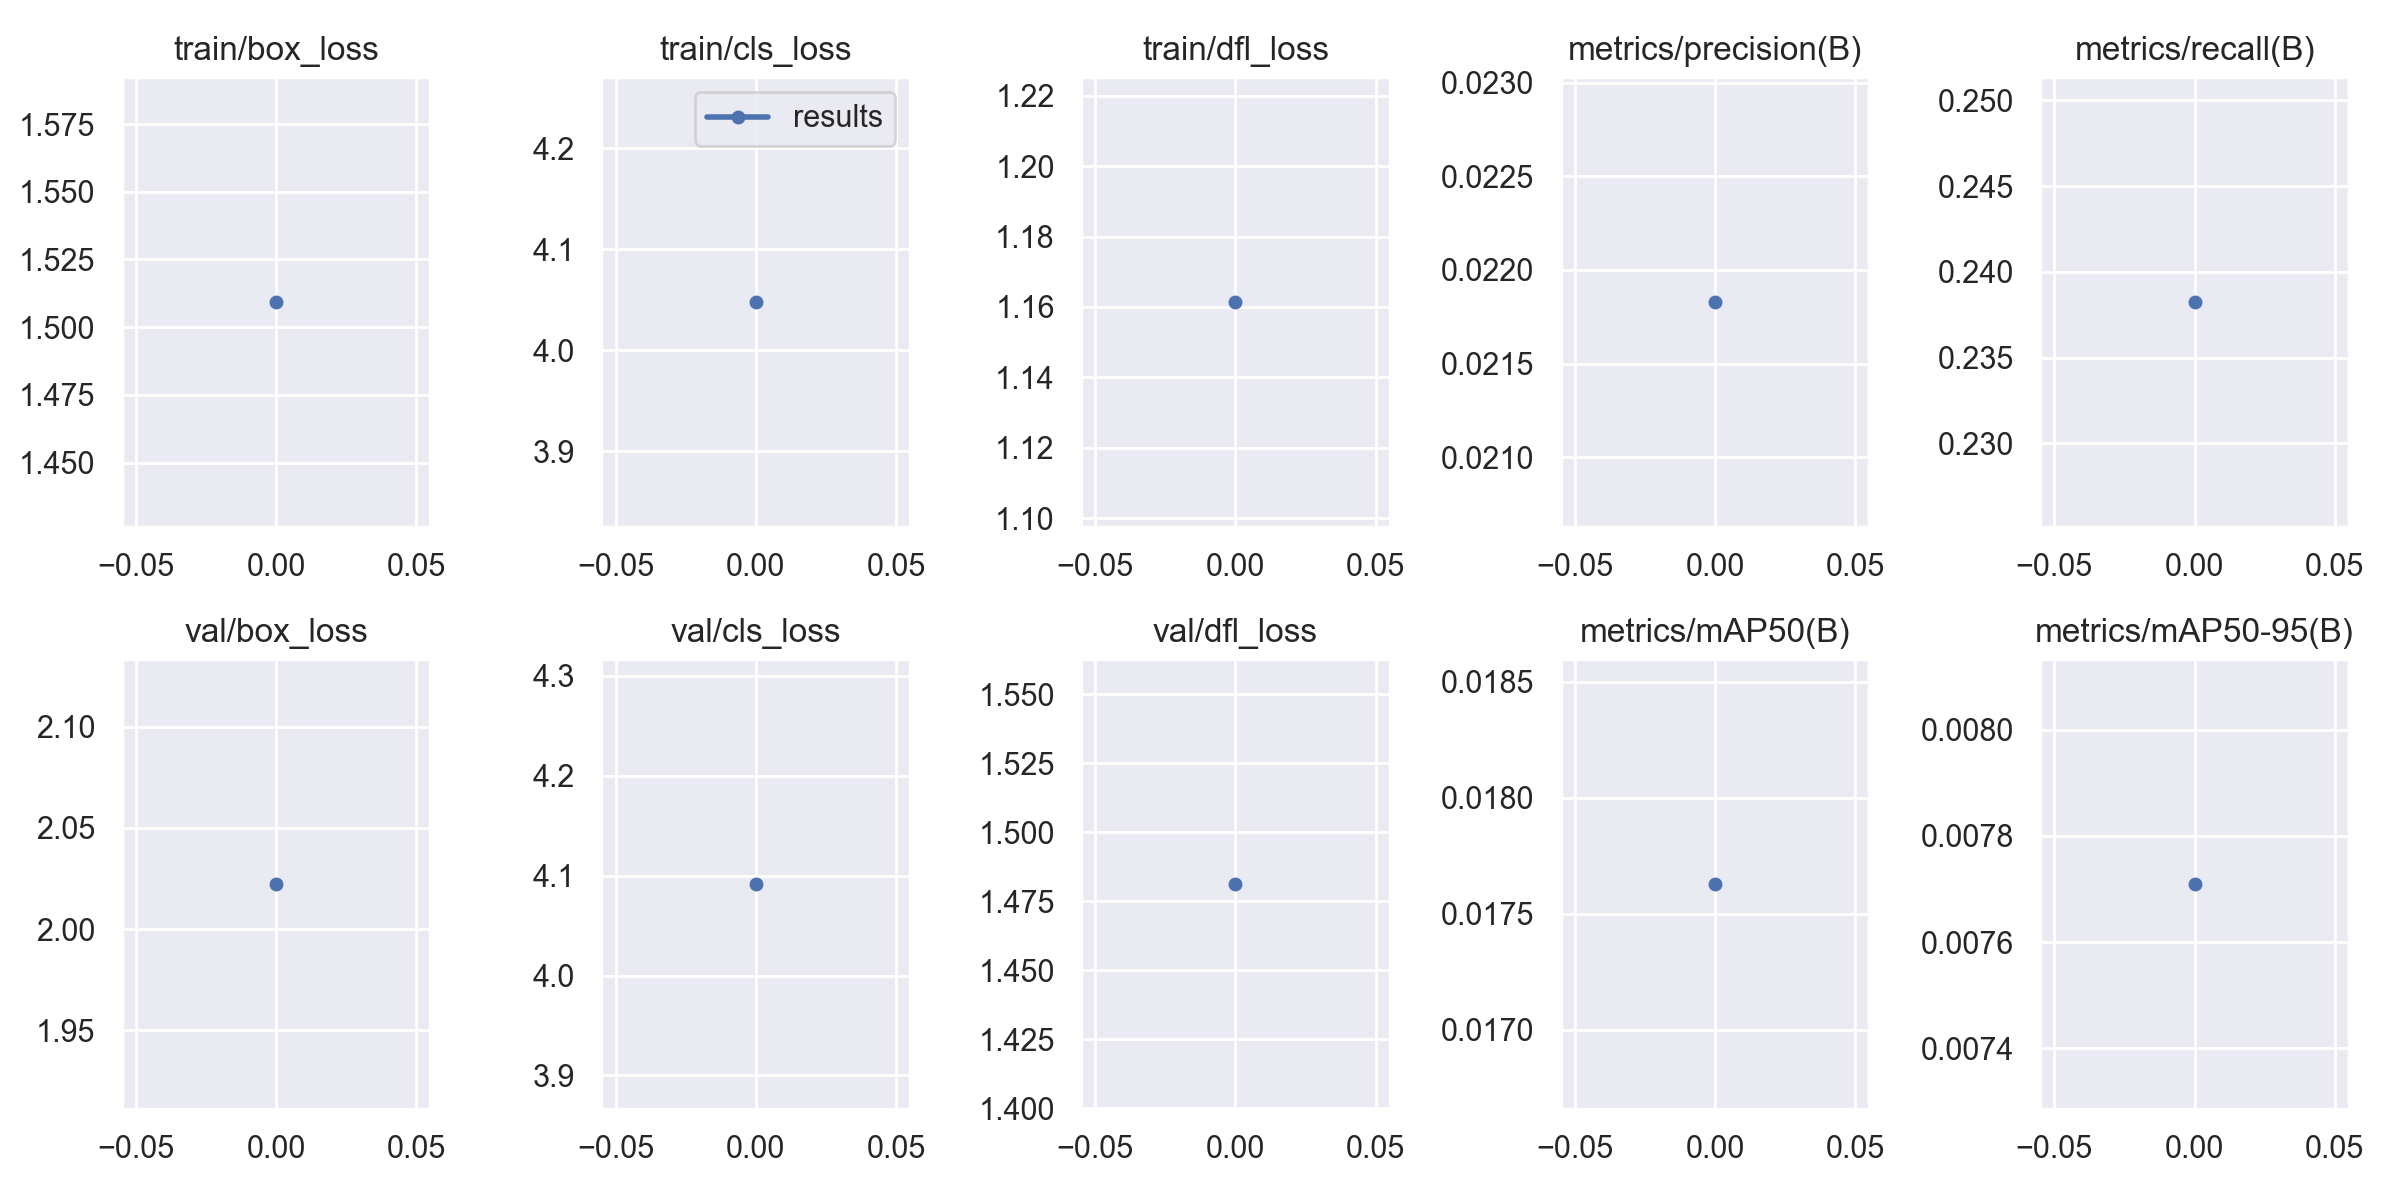 train/box_loss
1.575
1.550
1.525
1.500
1.475
1.450
−0.05 0.00 0.05
train/cls_loss
results
4.2
4.1
4.0
3.9
−0.05 0.00 0.05
train/dfl_loss
1.22
1.20
1.18
1.16
1.14
1.12
1.10
−0.05 0.00 0.05
metrics/precision(B)
0.0230
0.0225
0.0220
0.0215
0.0210
−0.05 0.00 0.05
metrics/recall(B)
0.250
0.245
0.240
0.235
0.230
−0.05 0.00 0.05
val/box_loss
2.10
2.05
2.00
1.95
−0.05 0.00 0.05
val/cls_loss
4.3
4.2
4.1
4.0
3.9
−0.05 0.00 0.05
val/dfl_loss
1.550
1.525
1.500
1.475
1.450
1.425
1.400
−0.05 0.00 0.05
metrics/mAP50(B)
0.0185
0.0180
0.0175
0.0170
−0.05 0.00 0.05
metrics/mAP50-95(B)
0.0080
0.0078
0.0076
0.0074
−0.05 0.00 0.05